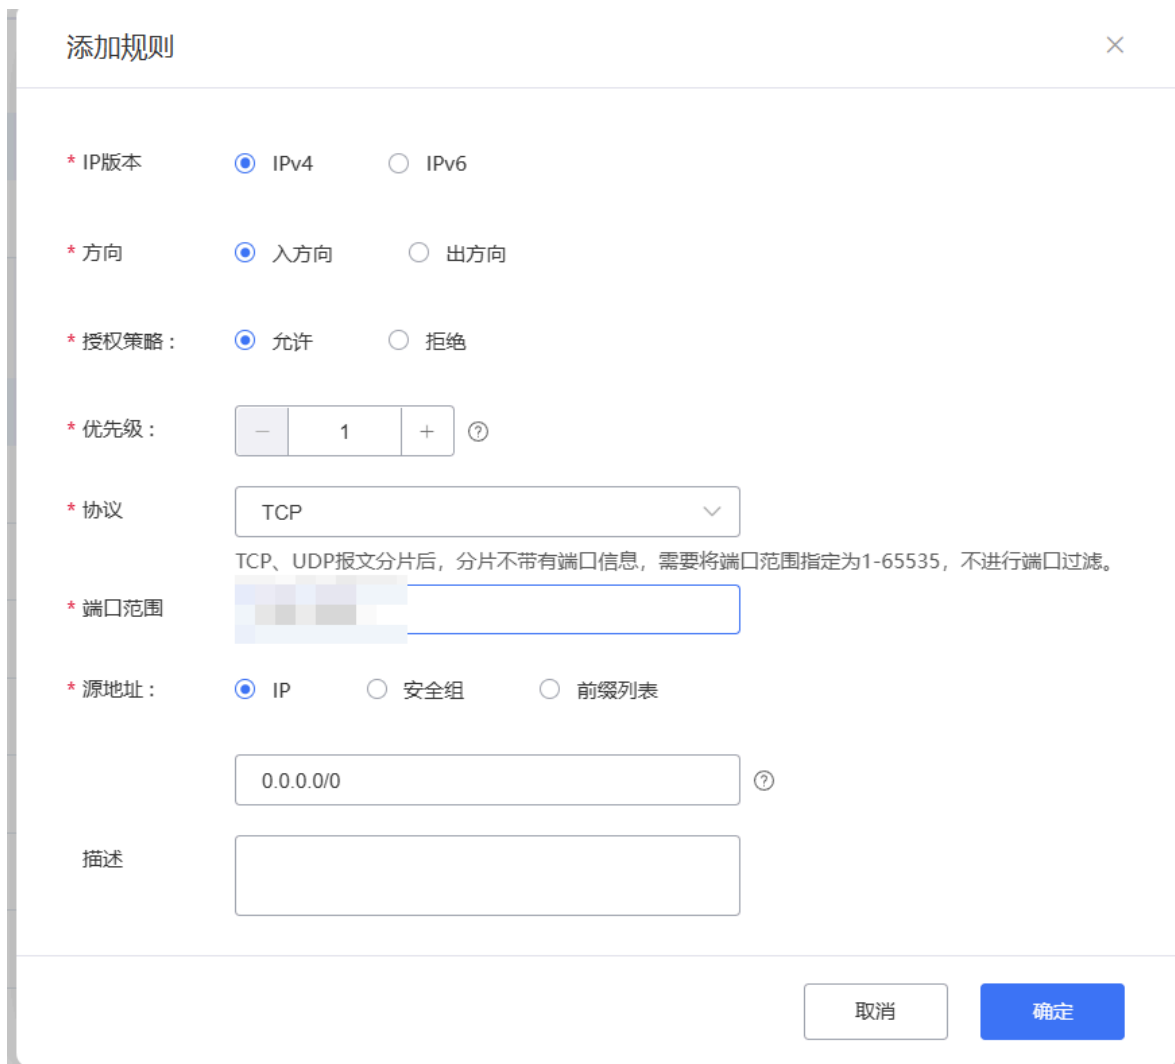 添加规则
* IP版本 IPv4 IPv6
* 方向 入方向 出方向
* 授权策略： 允许 拒绝
* 优先级： 1
* 协议 TCP
TCP、UDP报文分片后，分片不带有端口信息，需要将端口范围指定为1-65535，不进行端口过滤。
* 端口范围
* 源地址： IP 安全组 前缀列表
0.0.0.0/0
描述
取消 确定